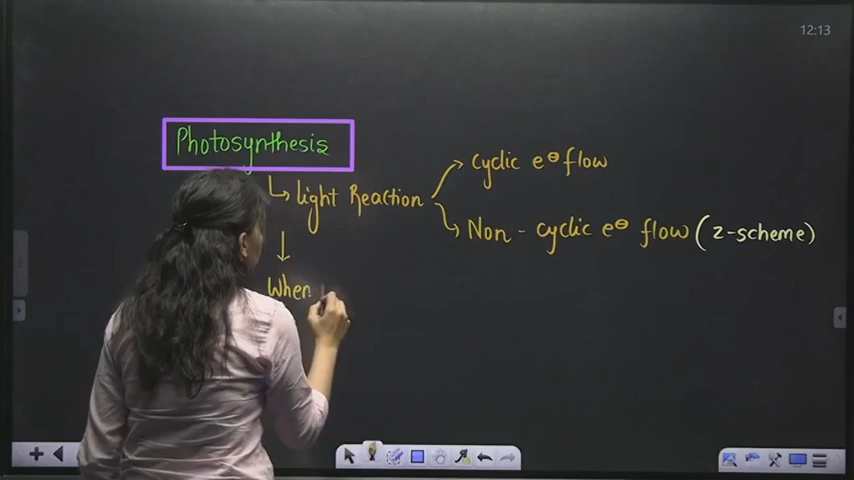 12:13
Photosynthesis
Light Reaction
Cyclic e⊖ flow
Non - cyclic e⊖ flow (z-scheme)
When